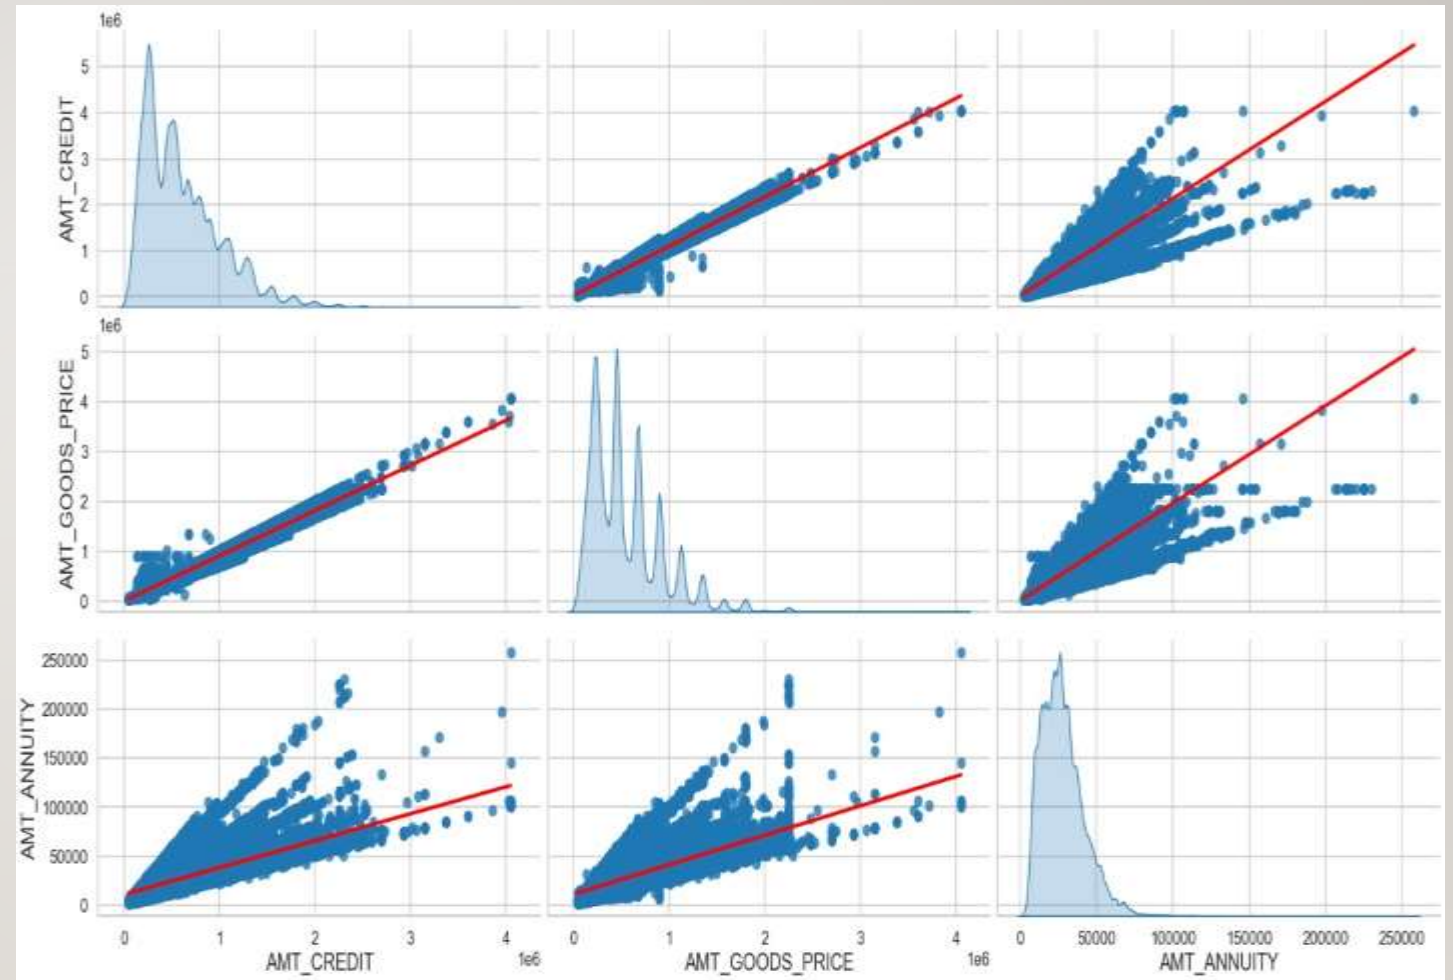 1e6
5
4
3
2
1
0
AMT_CREDIT
1e6
5
4
3
2
1
0
AMT_GOODS_PRICE
250000
200000
150000
100000
50000
0
AMT_ANNUITY
0 1 2 3 4
0 1 2 3 4
0 50000 100000 150000 200000 250000
AMT_CREDIT 1e6
AMT_GOODS_PRICE 1e6
AMT_ANNUITY